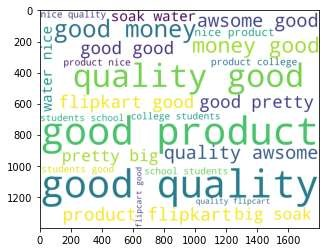 0
nice quality
soak water
awsome good
good money
nice product
200
good good
money good
product nice
product college
400
quality good
water nice
600
flipkart good
good pretty
students school
college students
800
good product
pretty big
quality awsome
1000
students good
school students
good quality
flipcart good
1200
quality flipcart
product flipkart
big soak
0 200 400 600 800 1000 1200 1400 1600